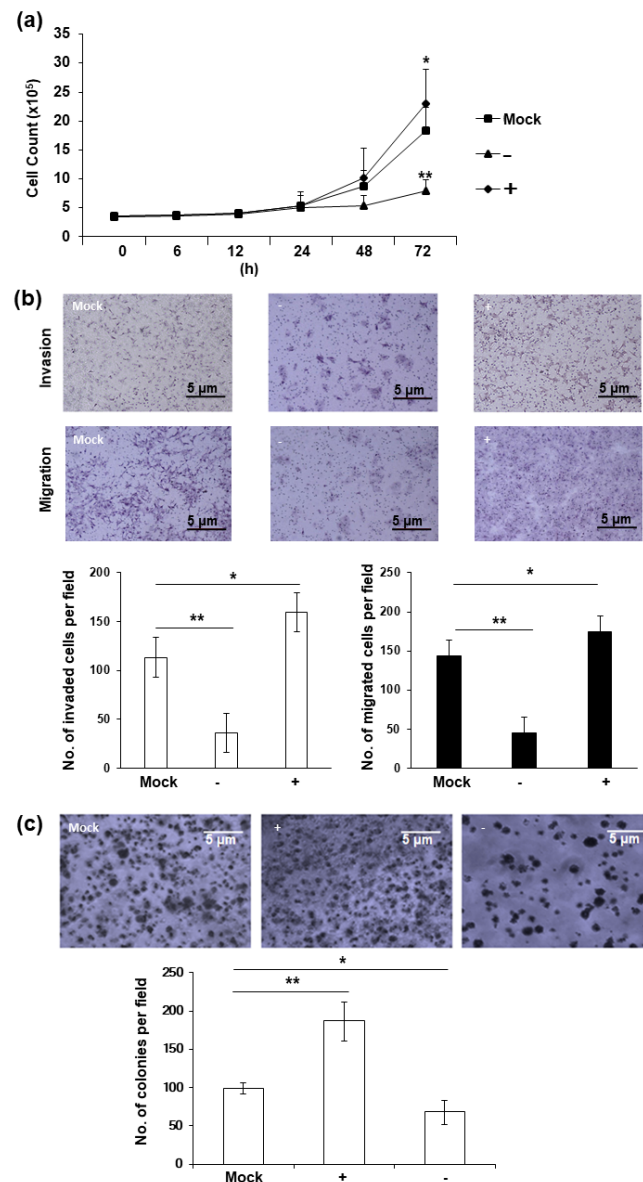 (a)
Cell Count (x10⁵)
35
30
25
20
15
10
5
0
*
**
0 6 12 24 48 72
(h)
Mock
–
+
(b)
Invasion
Mock
5 µm
-
5 µm
+
5 µm
Migration
Mock
5 µm
-
5 µm
+
5 µm
No. of invaded cells per field
200
150
100
50
0
*
**
Mock - +
No. of migrated cells per field
250
200
150
100
50
0
*
**
Mock - +
(c)
Mock
5 µm
+
5 µm
-
5 µm
No. of colonies per field
250
200
150
100
50
0
*
**
Mock + -